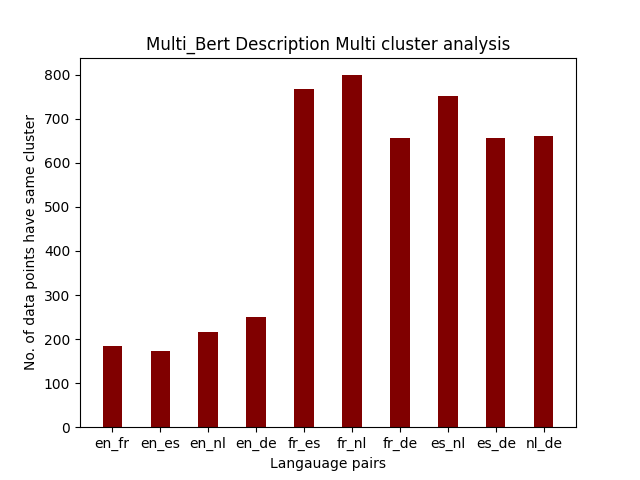 Multi_Bert Description Multi cluster analysis
No. of data points have same cluster
800
700
600
500
400
300
200
100
0
en_fr en_es en_nl en_de fr_es fr_nl fr_de es_nl es_de nl_de
Langauage pairs